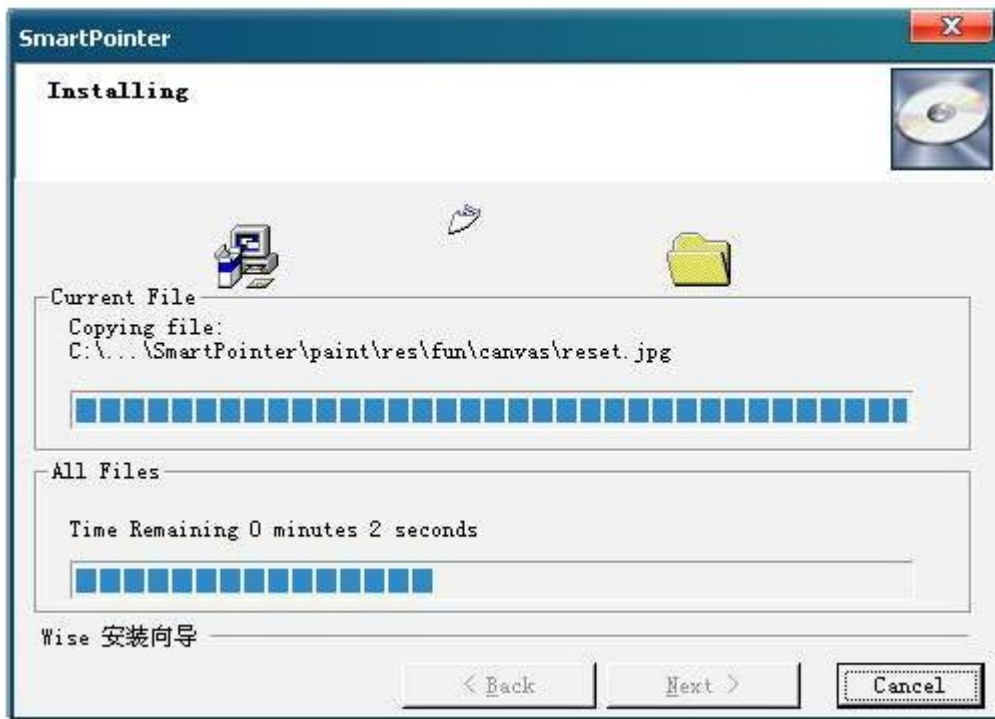 SmartPointer
Installing
Current File
Copying file:
C:\...\SmartPointer\paint\res\fun\canvas\reset.jpg
All Files
Time Remaining 0 minutes 2 seconds
Wise 安装向导
< Back
Next >
Cancel